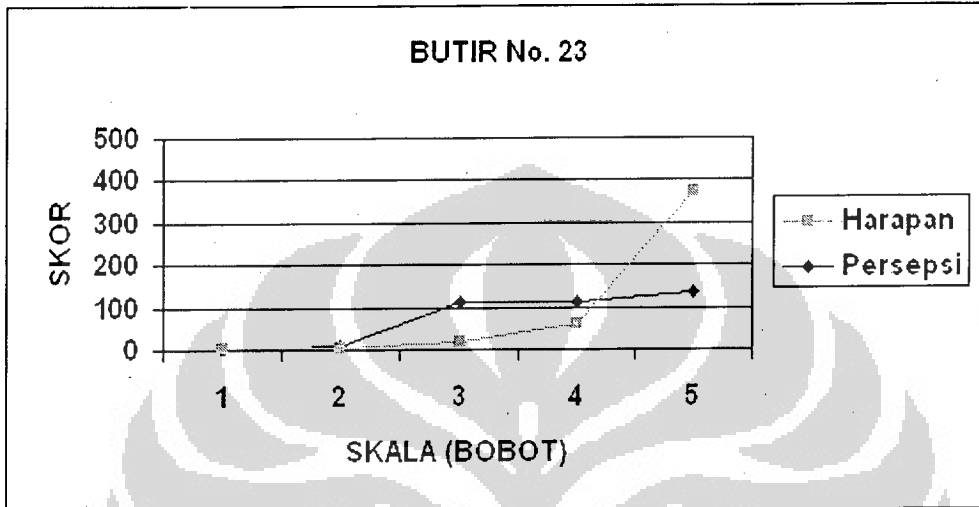 BUTIR No. 23
SKOR
500
400
300
200
100
0
1 2 3 4 5
SKALA (BOBOT)
Harapan
Persepsi